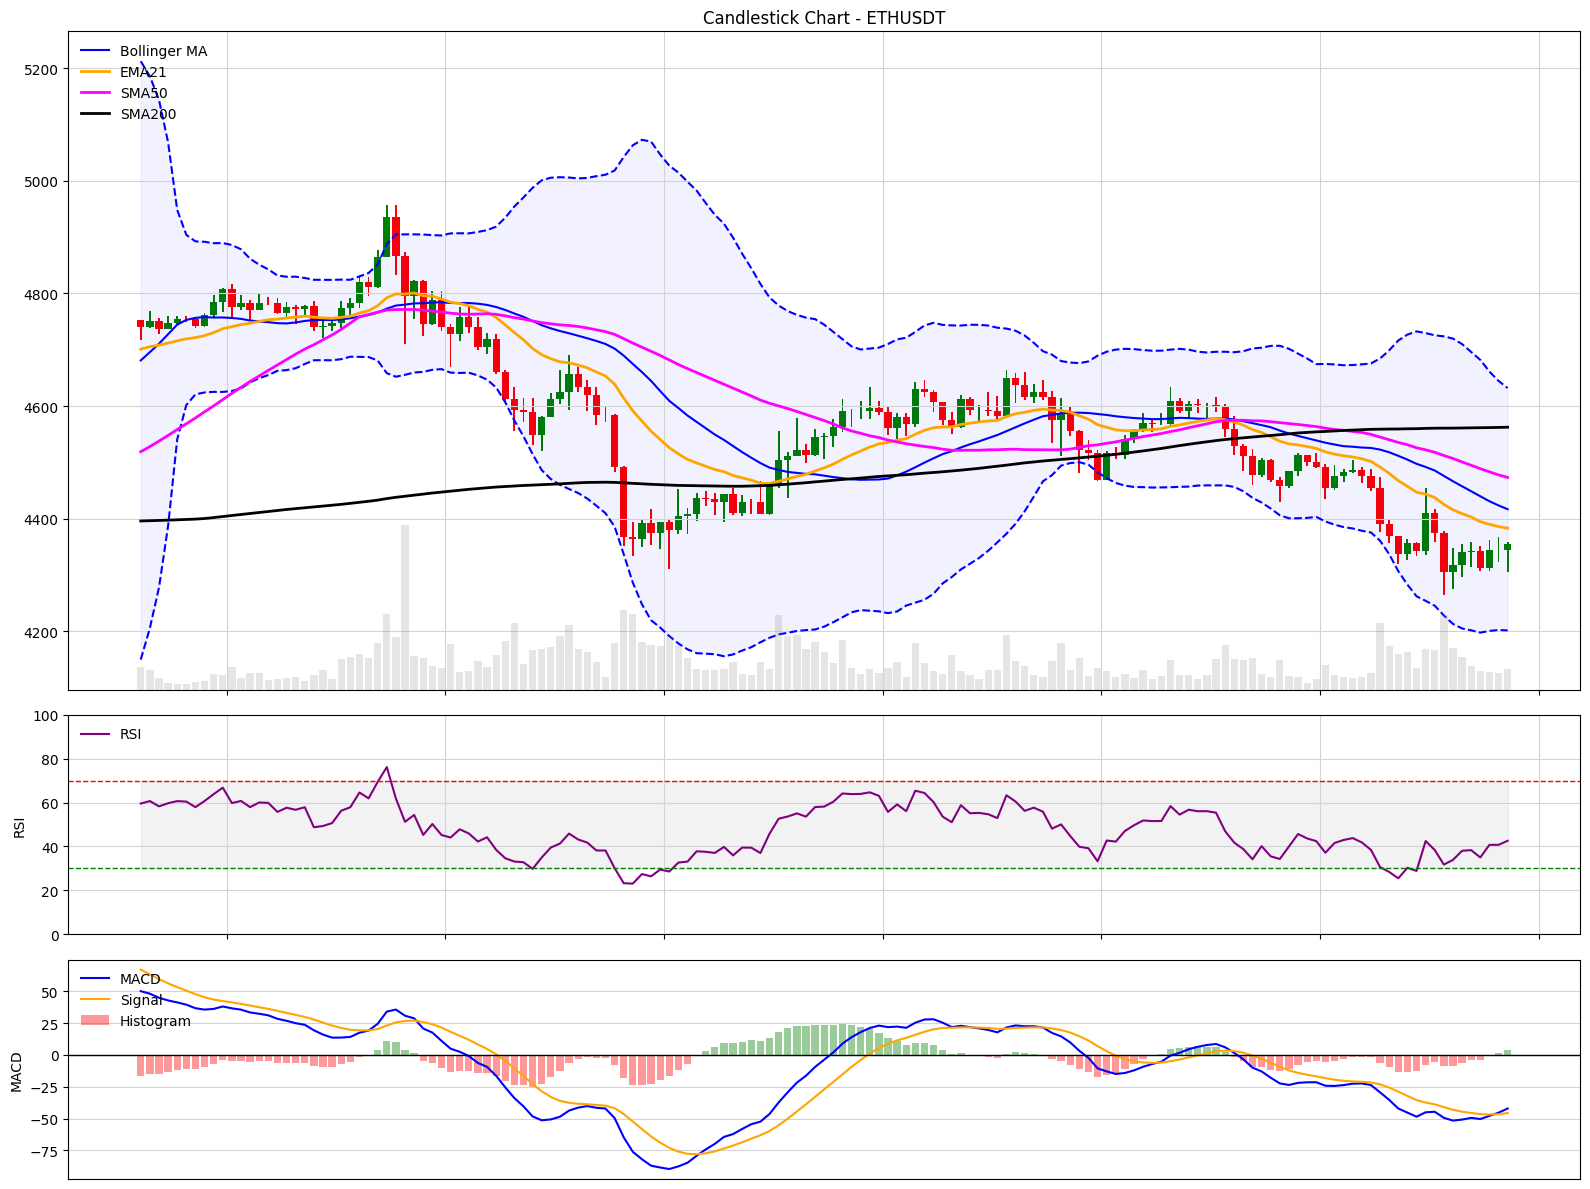 Candlestick Chart - ETHUSDT
Bollinger MA
EMA21
SMA50
SMA200
5200
5000
4800
4600
4400
4200
RSI
100
80
60
40
20
0
RSI
MACD
Signal
Histogram
50
25
0
−25
−50
−75
MACD